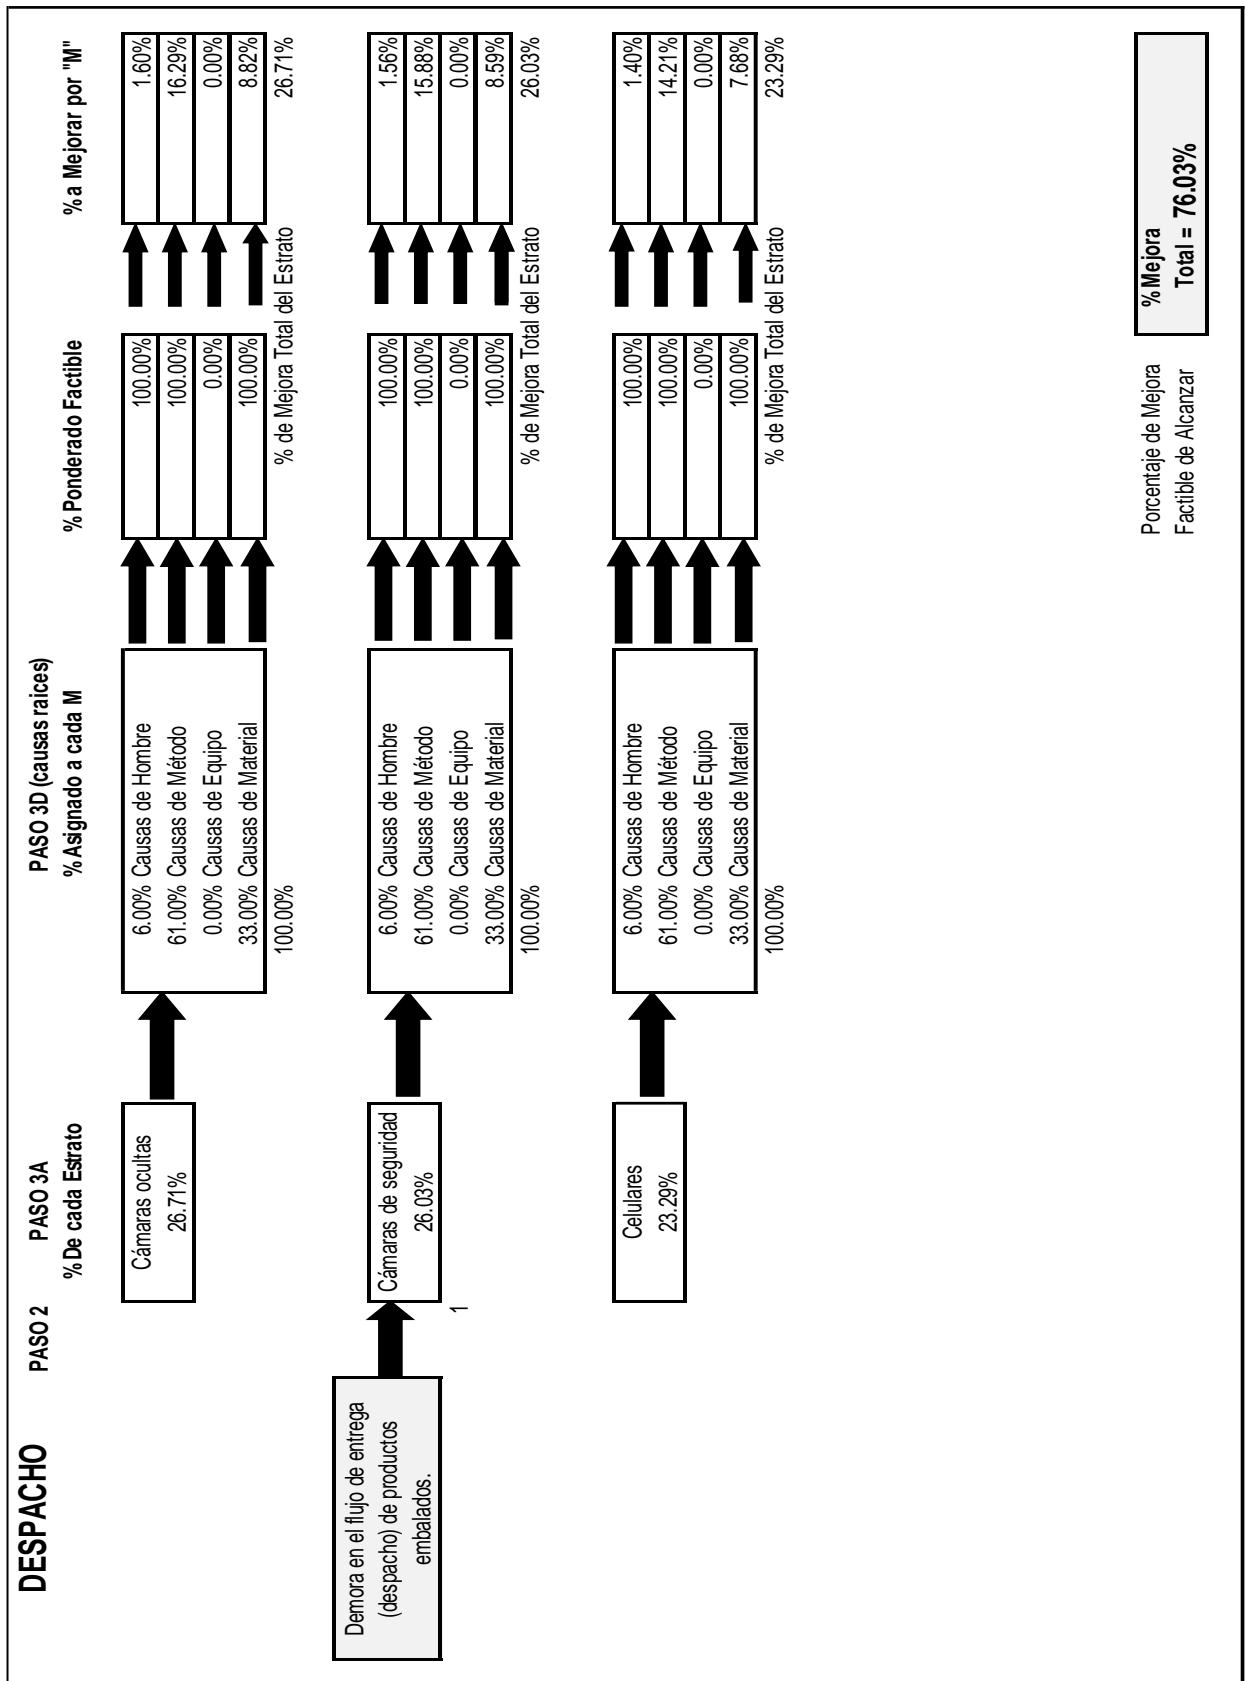 DESPACHO
PASO 2
PASO 3A
PASO 3D (causas raices)
% De cada Estrato
% Asignado a cada M
% Ponderado Factible
% a Mejorar por "M"
Demora en el flujo de entrega
(despacho) de productos
embalados.
Cámaras ocultas
26.71%
6.00% Causas de Hombre
61.00% Causas de Método
0.00% Causas de Equipo
33.00% Causas de Material
100.00%
100.00%
100.00%
0.00%
100.00%
1.60%
16.29%
0.00%
8.82%
% de Mejora Total del Estrato
26.71%
Cámaras de seguridad
26.03%
1
6.00% Causas de Hombre
61.00% Causas de Método
0.00% Causas de Equipo
33.00% Causas de Material
100.00%
100.00%
100.00%
0.00%
100.00%
1.56%
15.88%
0.00%
8.59%
% de Mejora Total del Estrato
26.03%
Celulares
23.29%
6.00% Causas de Hombre
61.00% Causas de Método
0.00% Causas de Equipo
33.00% Causas de Material
100.00%
100.00%
100.00%
0.00%
100.00%
1.40%
14.21%
0.00%
7.68%
% de Mejora Total del Estrato
23.29%
Porcentaje de Mejora
Factible de Alcanzar
% Mejora
Total = 76.03%